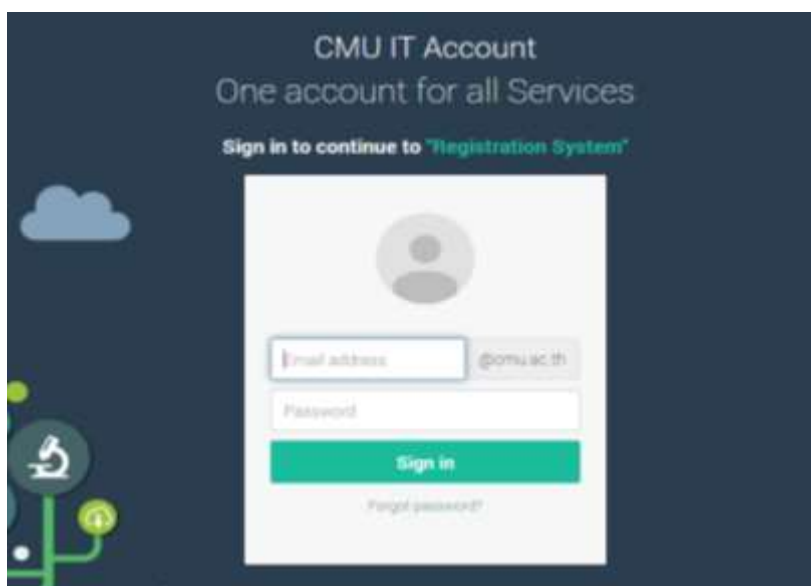 CMU IT Account
One account for all Services
Sign in to continue to "Registration System"
Email address
@cmu.ac.th
Password
Sign in
Forgot password?